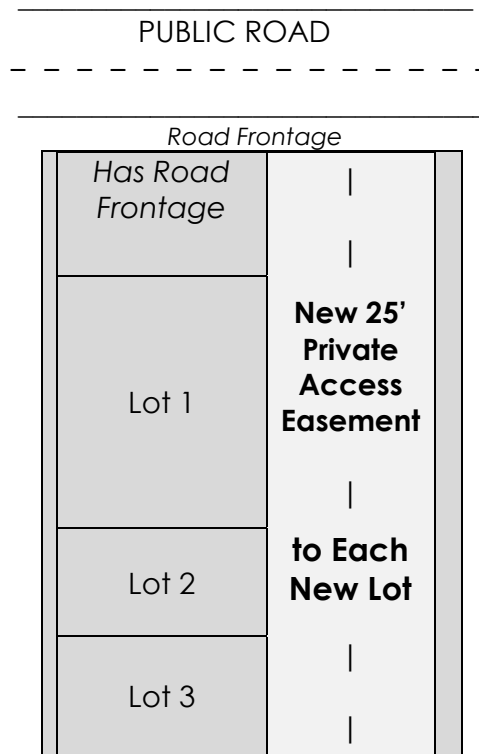 PUBLIC ROAD
Road Frontage
Has Road
Frontage
New 25’
Private
Access
Easement
Lot 1
to Each
New Lot
Lot 2
Lot 3